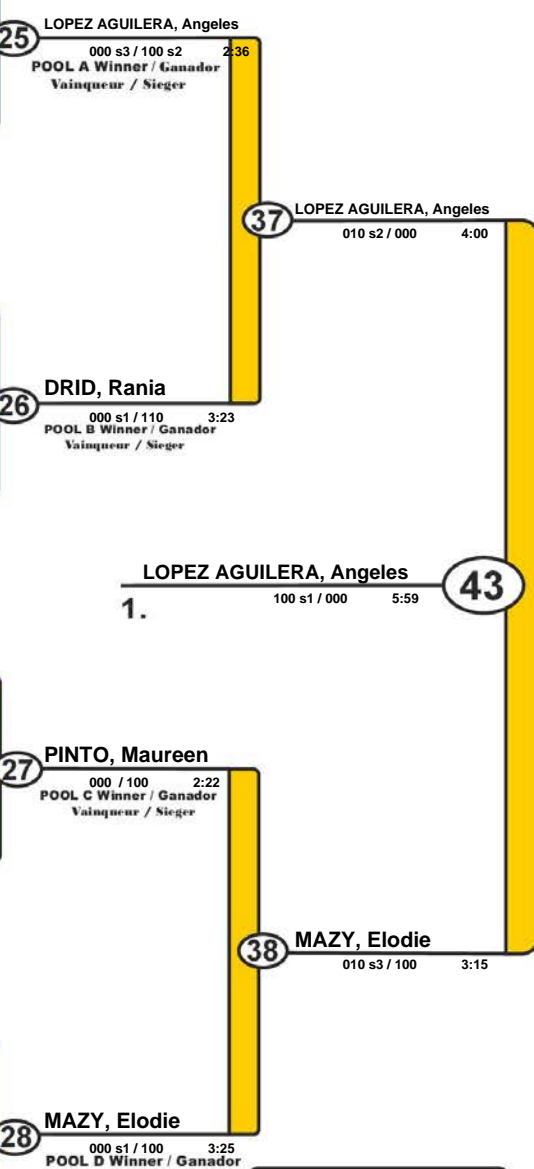 25
LOPEZ AGUILERA, Angeles
000 s3 / 100 s2 2:36
POOL A Winner / Ganador
Vainqueur / Sieger
37
LOPEZ AGUILERA, Angeles
010 s2 / 000 4:00
26
DRID, Rania
000 s1 / 110 3:23
POOL B Winner / Ganador
Vainqueur / Sieger
LOPEZ AGUILERA, Angeles
43
100 s1 / 000 5:59
1.
27
PINTO, Maureen
000 / 100 2:22
POOL C Winner / Ganador
Vainqueur / Sieger
38
MAZY, Elodie
010 s3 / 100 3:15
28
MAZY, Elodie
000 s1 / 100 3:25
POOL D Winner / Ganador